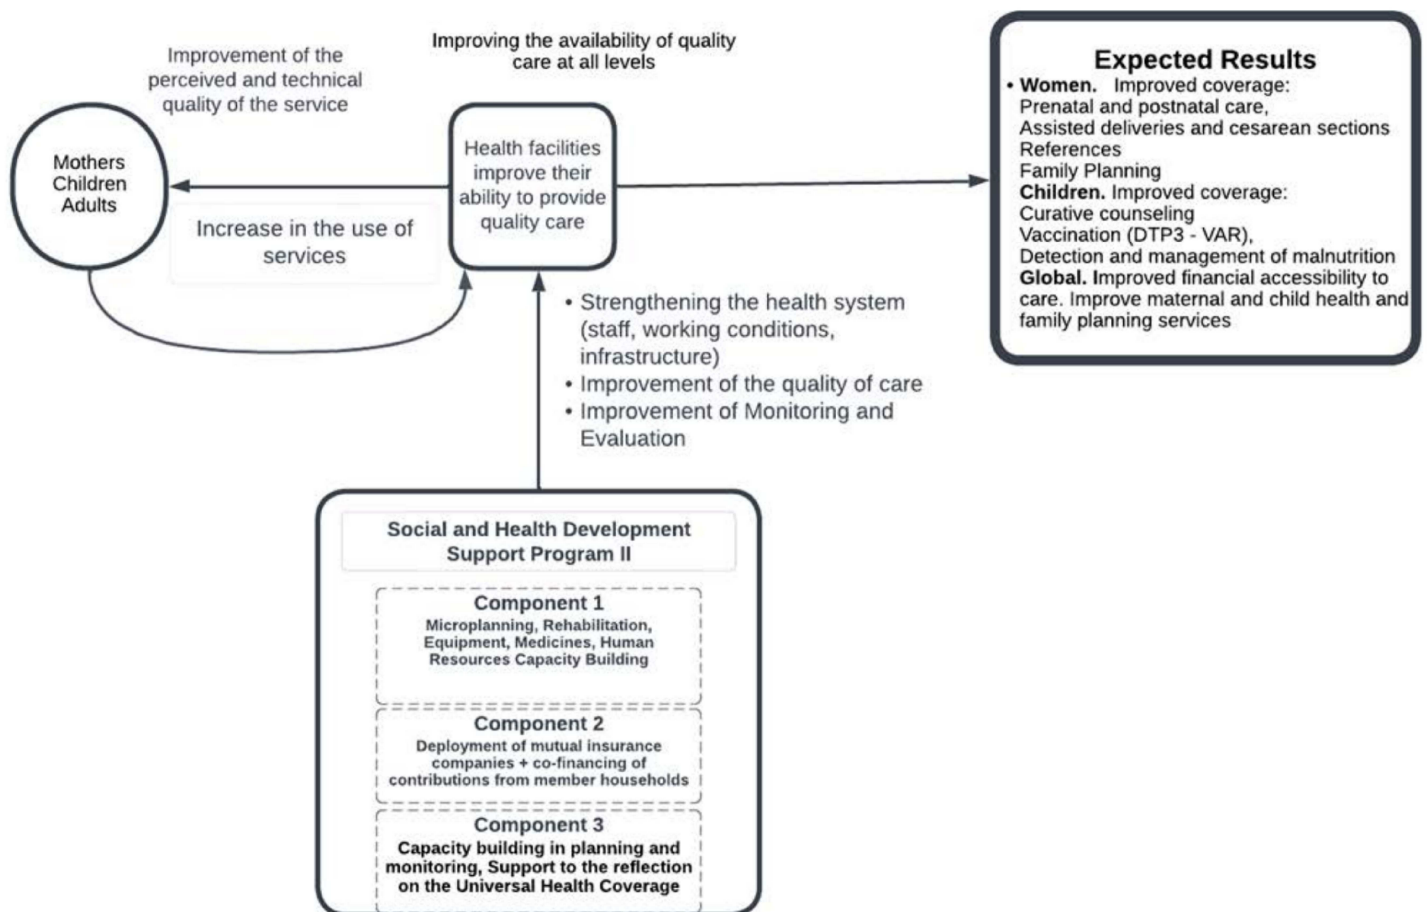 Improvement of the
perceived and technical
quality of the service
Improving the availability of quality
care at all levels
Mothers
Children
Adults
Increase in the use of
services
Health facilities
improve their
ability to provide
quality care
Expected Results
• Women. Improved coverage:
Prenatal and postnatal care,
Assisted deliveries and cesarean sections
References
Family Planning
Children. Improved coverage:
Curative counseling
Vaccination (DTP3 - VAR),
Detection and management of malnutrition
Global. Improved financial accessibility to
care. Improve maternal and child health and
family planning services
• Strengthening the health system
(staff, working conditions,
infrastructure)
• Improvement of the quality of care
• Improvement of Monitoring and
Evaluation
Social and Health Development
Support Program II
Component 1
Microplanning, Rehabilitation,
Equipment, Medicines, Human
Resources Capacity Building
Component 2
Deployment of mutual insurance
companies + co-financing of
contributions from member households
Component 3
Capacity building in planning and
monitoring, Support to the reflection
on the Universal Health Coverage